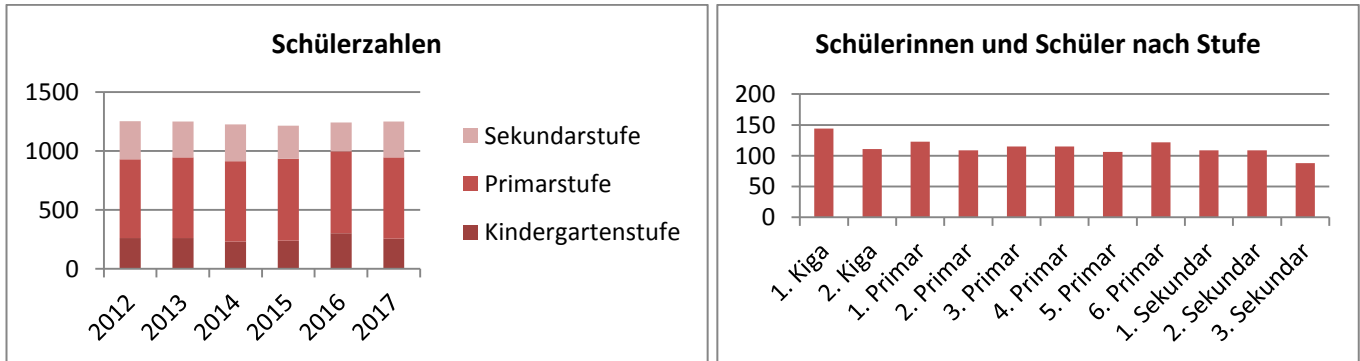 Schülerzahlen
1500
1000
500
0
2012
2013
2014
2015
2016
2017
Sekundarstufe
Primarstufe
Kindergartenstufe
Schülerinnen und Schüler nach Stufe
200
150
100
50
0
1. Kiga
2. Kiga
1. Primar
2. Primar
3. Primar
4. Primar
5. Primar
6. Primar
1. Sekundar
2. Sekundar
3. Sekundar